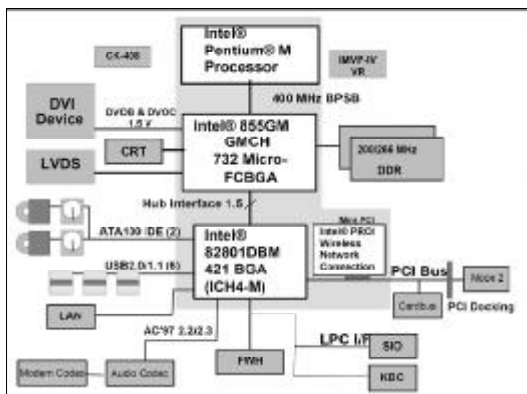 Intel®
Pentium® M
Processor
CK-408
IMVP-IV
VR
400 MHz BPSB
DVI
Device
DVOB & DVOC
1.5 V
Intel® 855GM
GMCH
732 Micro-
FCBGA
CRT
LVDS
200/266 MHz
DDR
Hub Interface 1.5
ATA100 IDE (2)
Intel®
82801DBM
421 BGA
(ICH4-M)
Mini PCI
Intel® PRO/
Wireless
Network
Connection
USB2.0/1.1 (6)
PCI Bus
Moon 2
Cardbus
PCI Docking
LAN
AC'97 2.2/2.3
FWH
LPC I/F
SIO
KBC
Modem Codec
Audio Codec